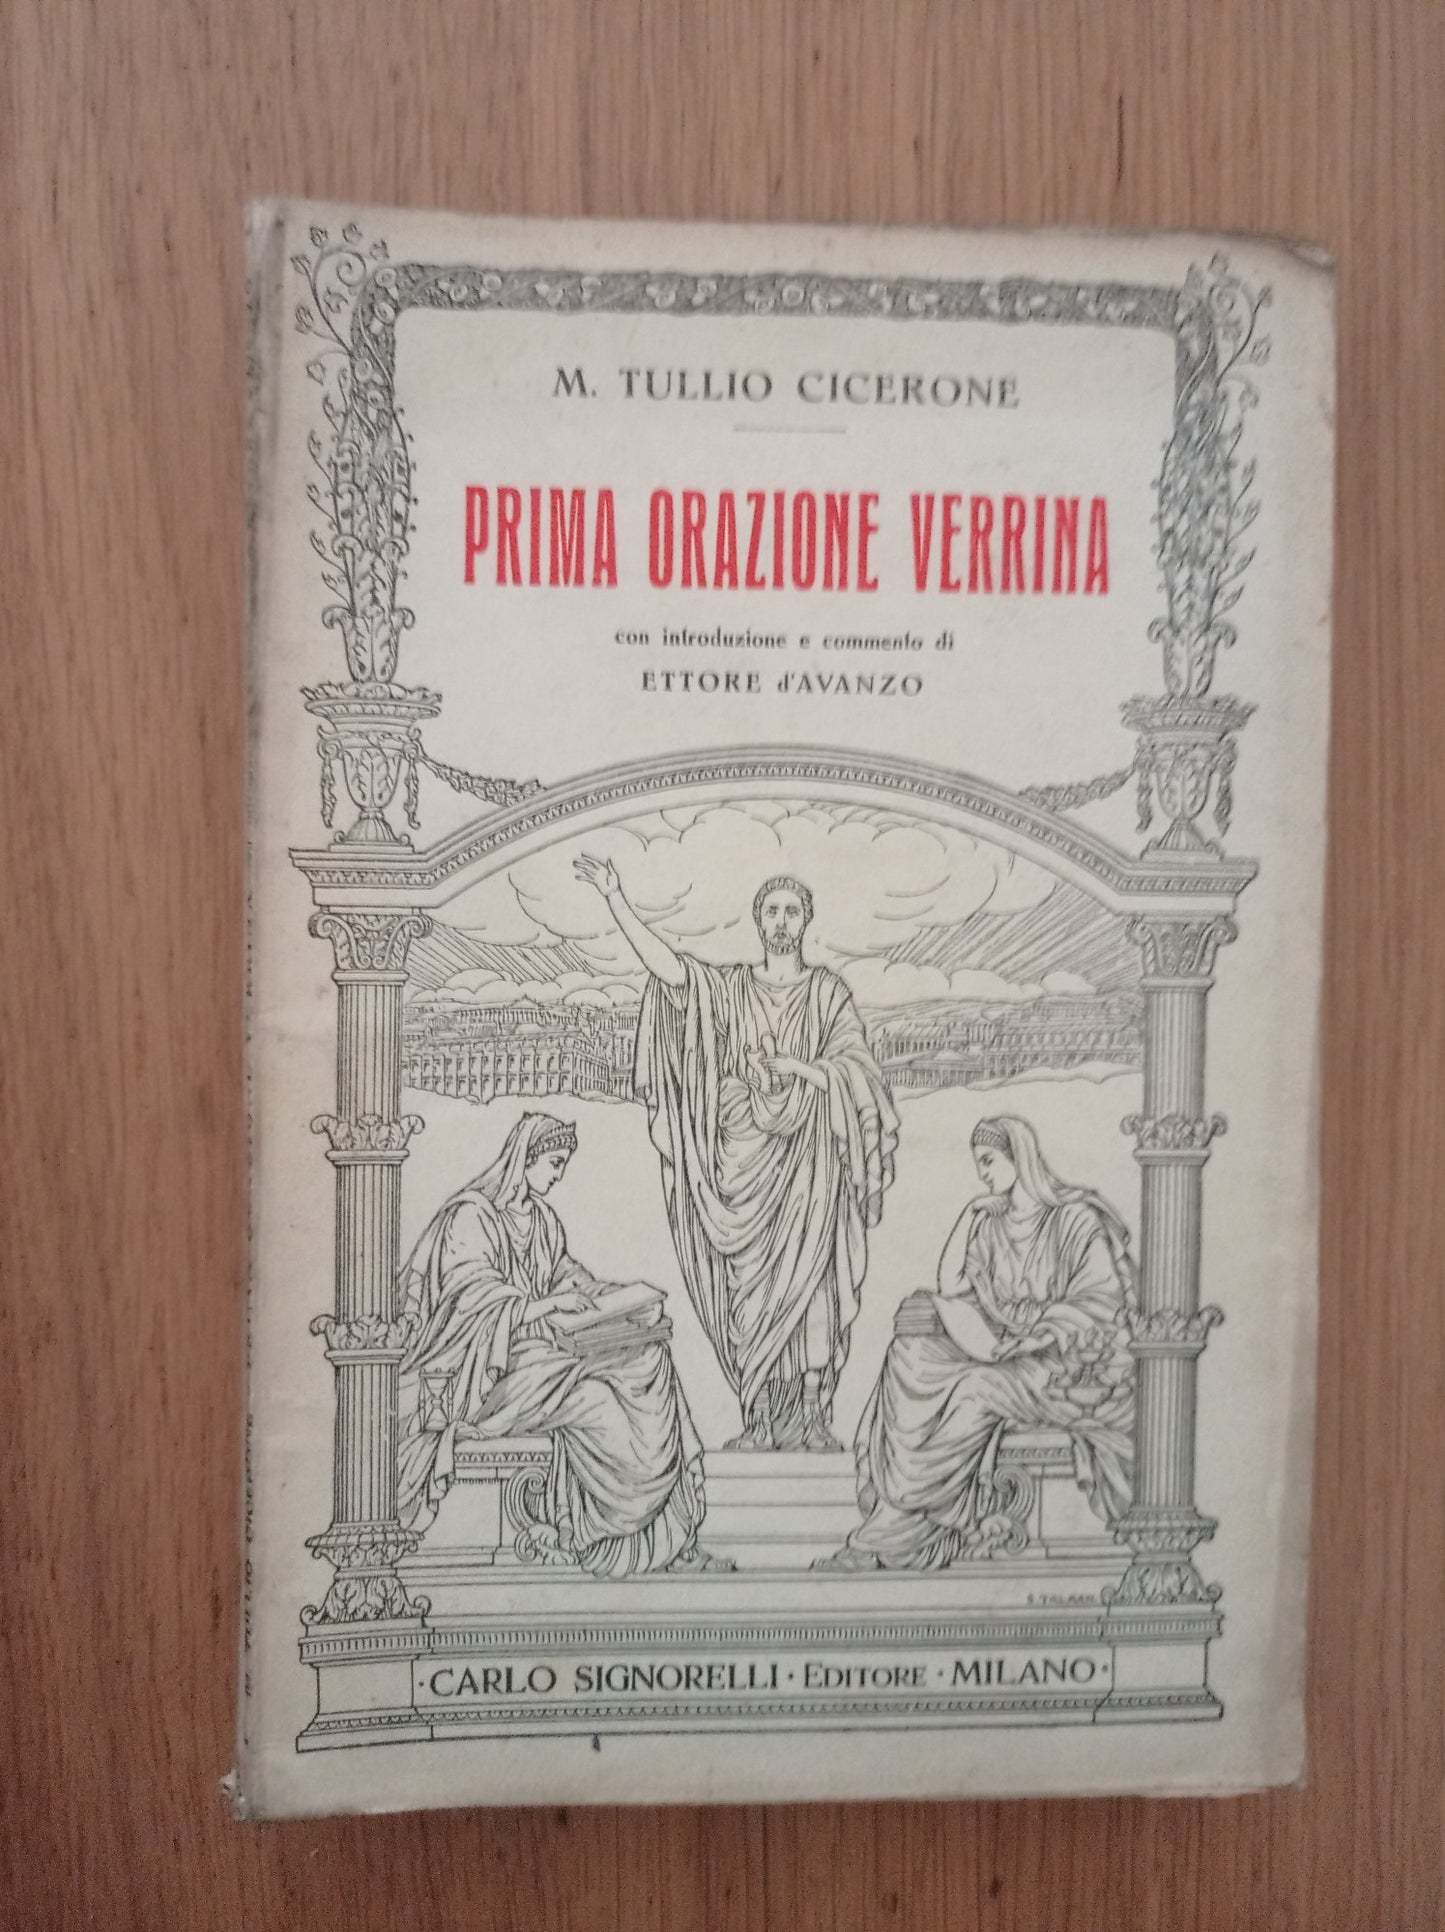 M. TULLIO CICERONE
PRIMA ORAZIONE VERRINA
con introduzione e commento di
ETTORE d'AVANZO
· CARLO SIGNORELLI · EDITORE · MILANO ·